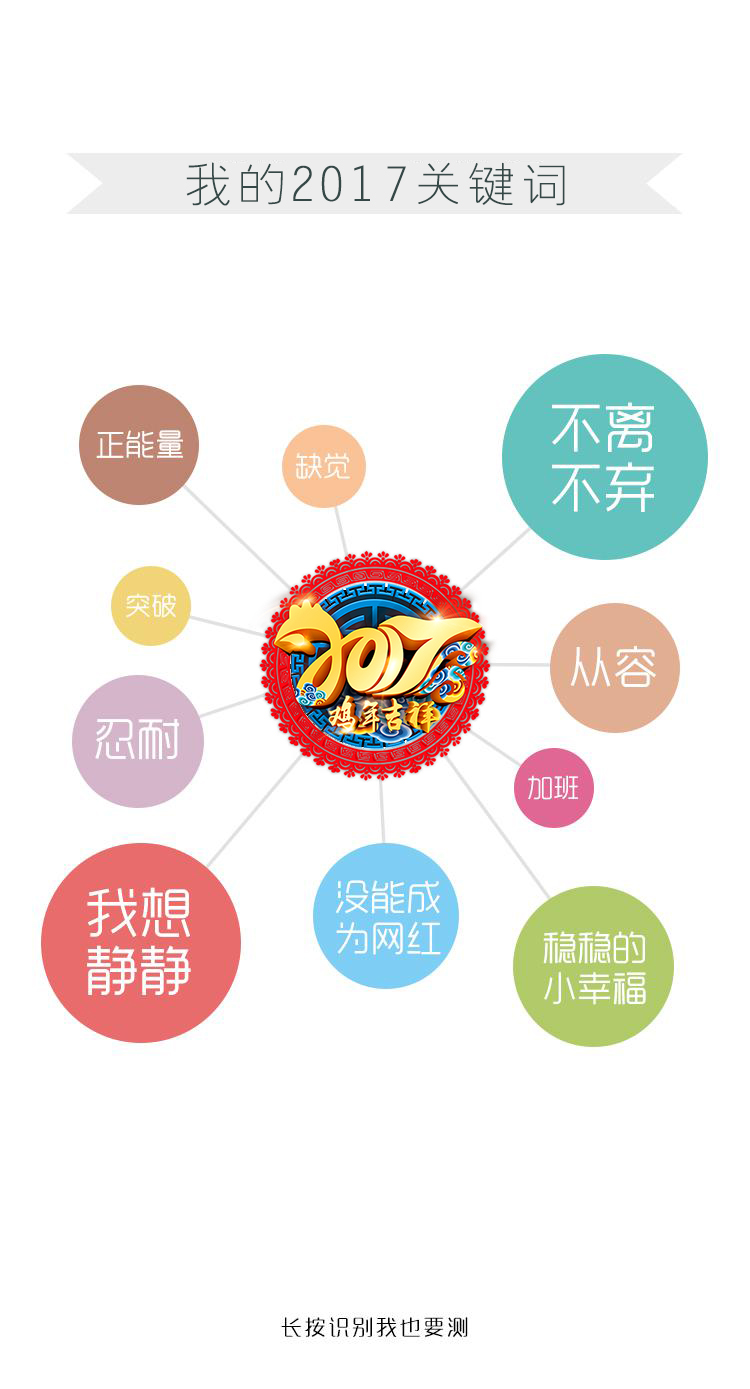 我的2017关键词
正能量
缺觉
不离
不弃
突破
从容
2017
鸡年吉祥
忍耐
加班
我想
静静
没能成
为网红
稳稳的
小幸福
长按识别我也要测